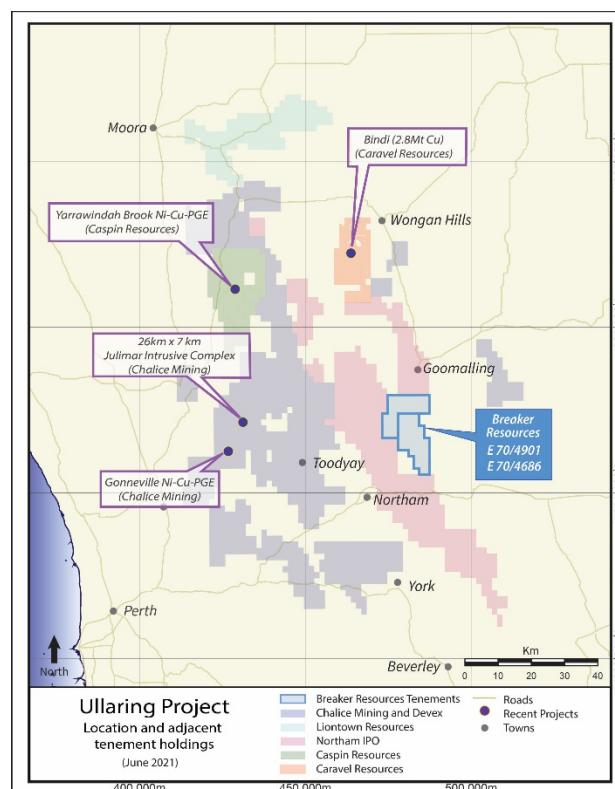 Moora
Bindi (2.8Mt Cu)
(Caravel Resources)
Yarrawindah Brook Ni-Cu-PGE
(Caspin Resources)
Wongan Hills
26km x 7 km
Julimar Intrusive Complex
(Chalice Mining)
Goomalling
Breaker
Resources
E 70/4901
E 70/4686
Gonneville Ni-Cu-PGE
(Chalice Mining)
Toodyay
Northam
York
Perth
Beverley
North
Km
0 10 20 30 40
Ullaring Project
Location and adjacent
tenement holdings
(June 2021)
Breaker Resources Tenements
Chalice Mining and Devex
Liontown Resources
Northam IPO
Caspin Resources
Caravel Resources
Roads
Recent Projects
Towns
400,000m 450,000m 500,000m